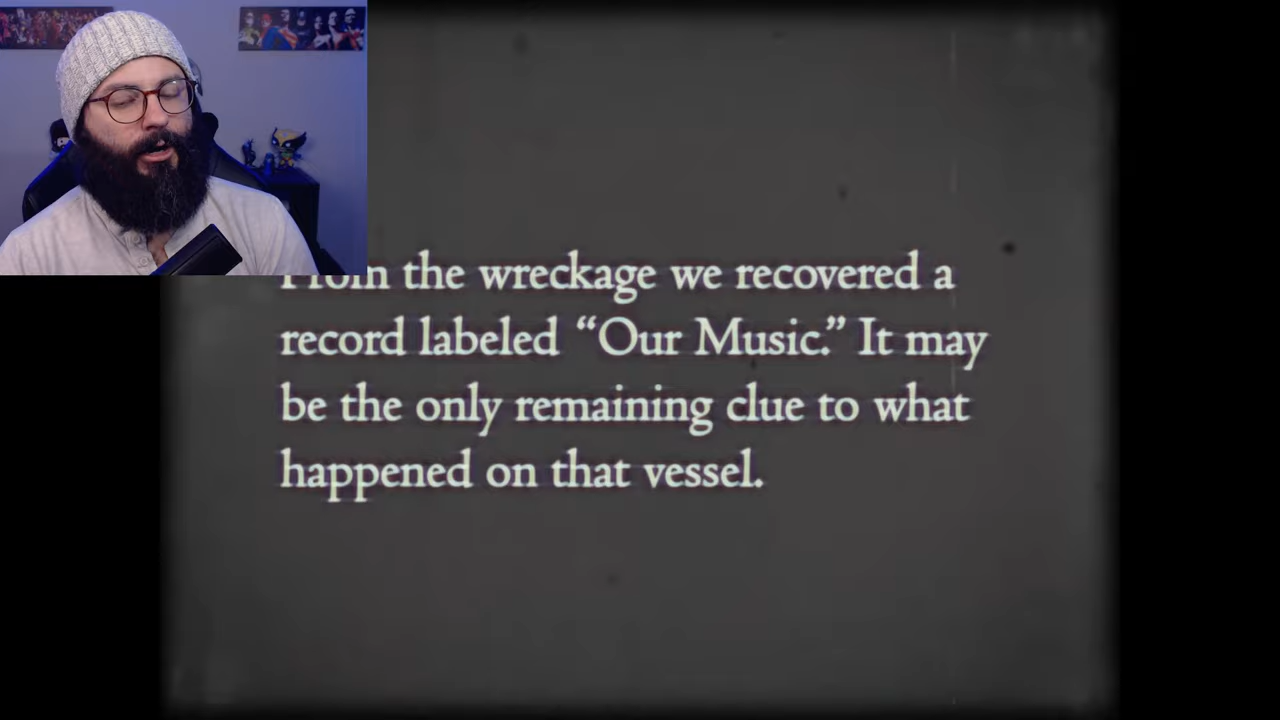 From the wreckage we recovered a
record labeled “Our Music.” It may
be the only remaining clue to what
happened on that vessel.